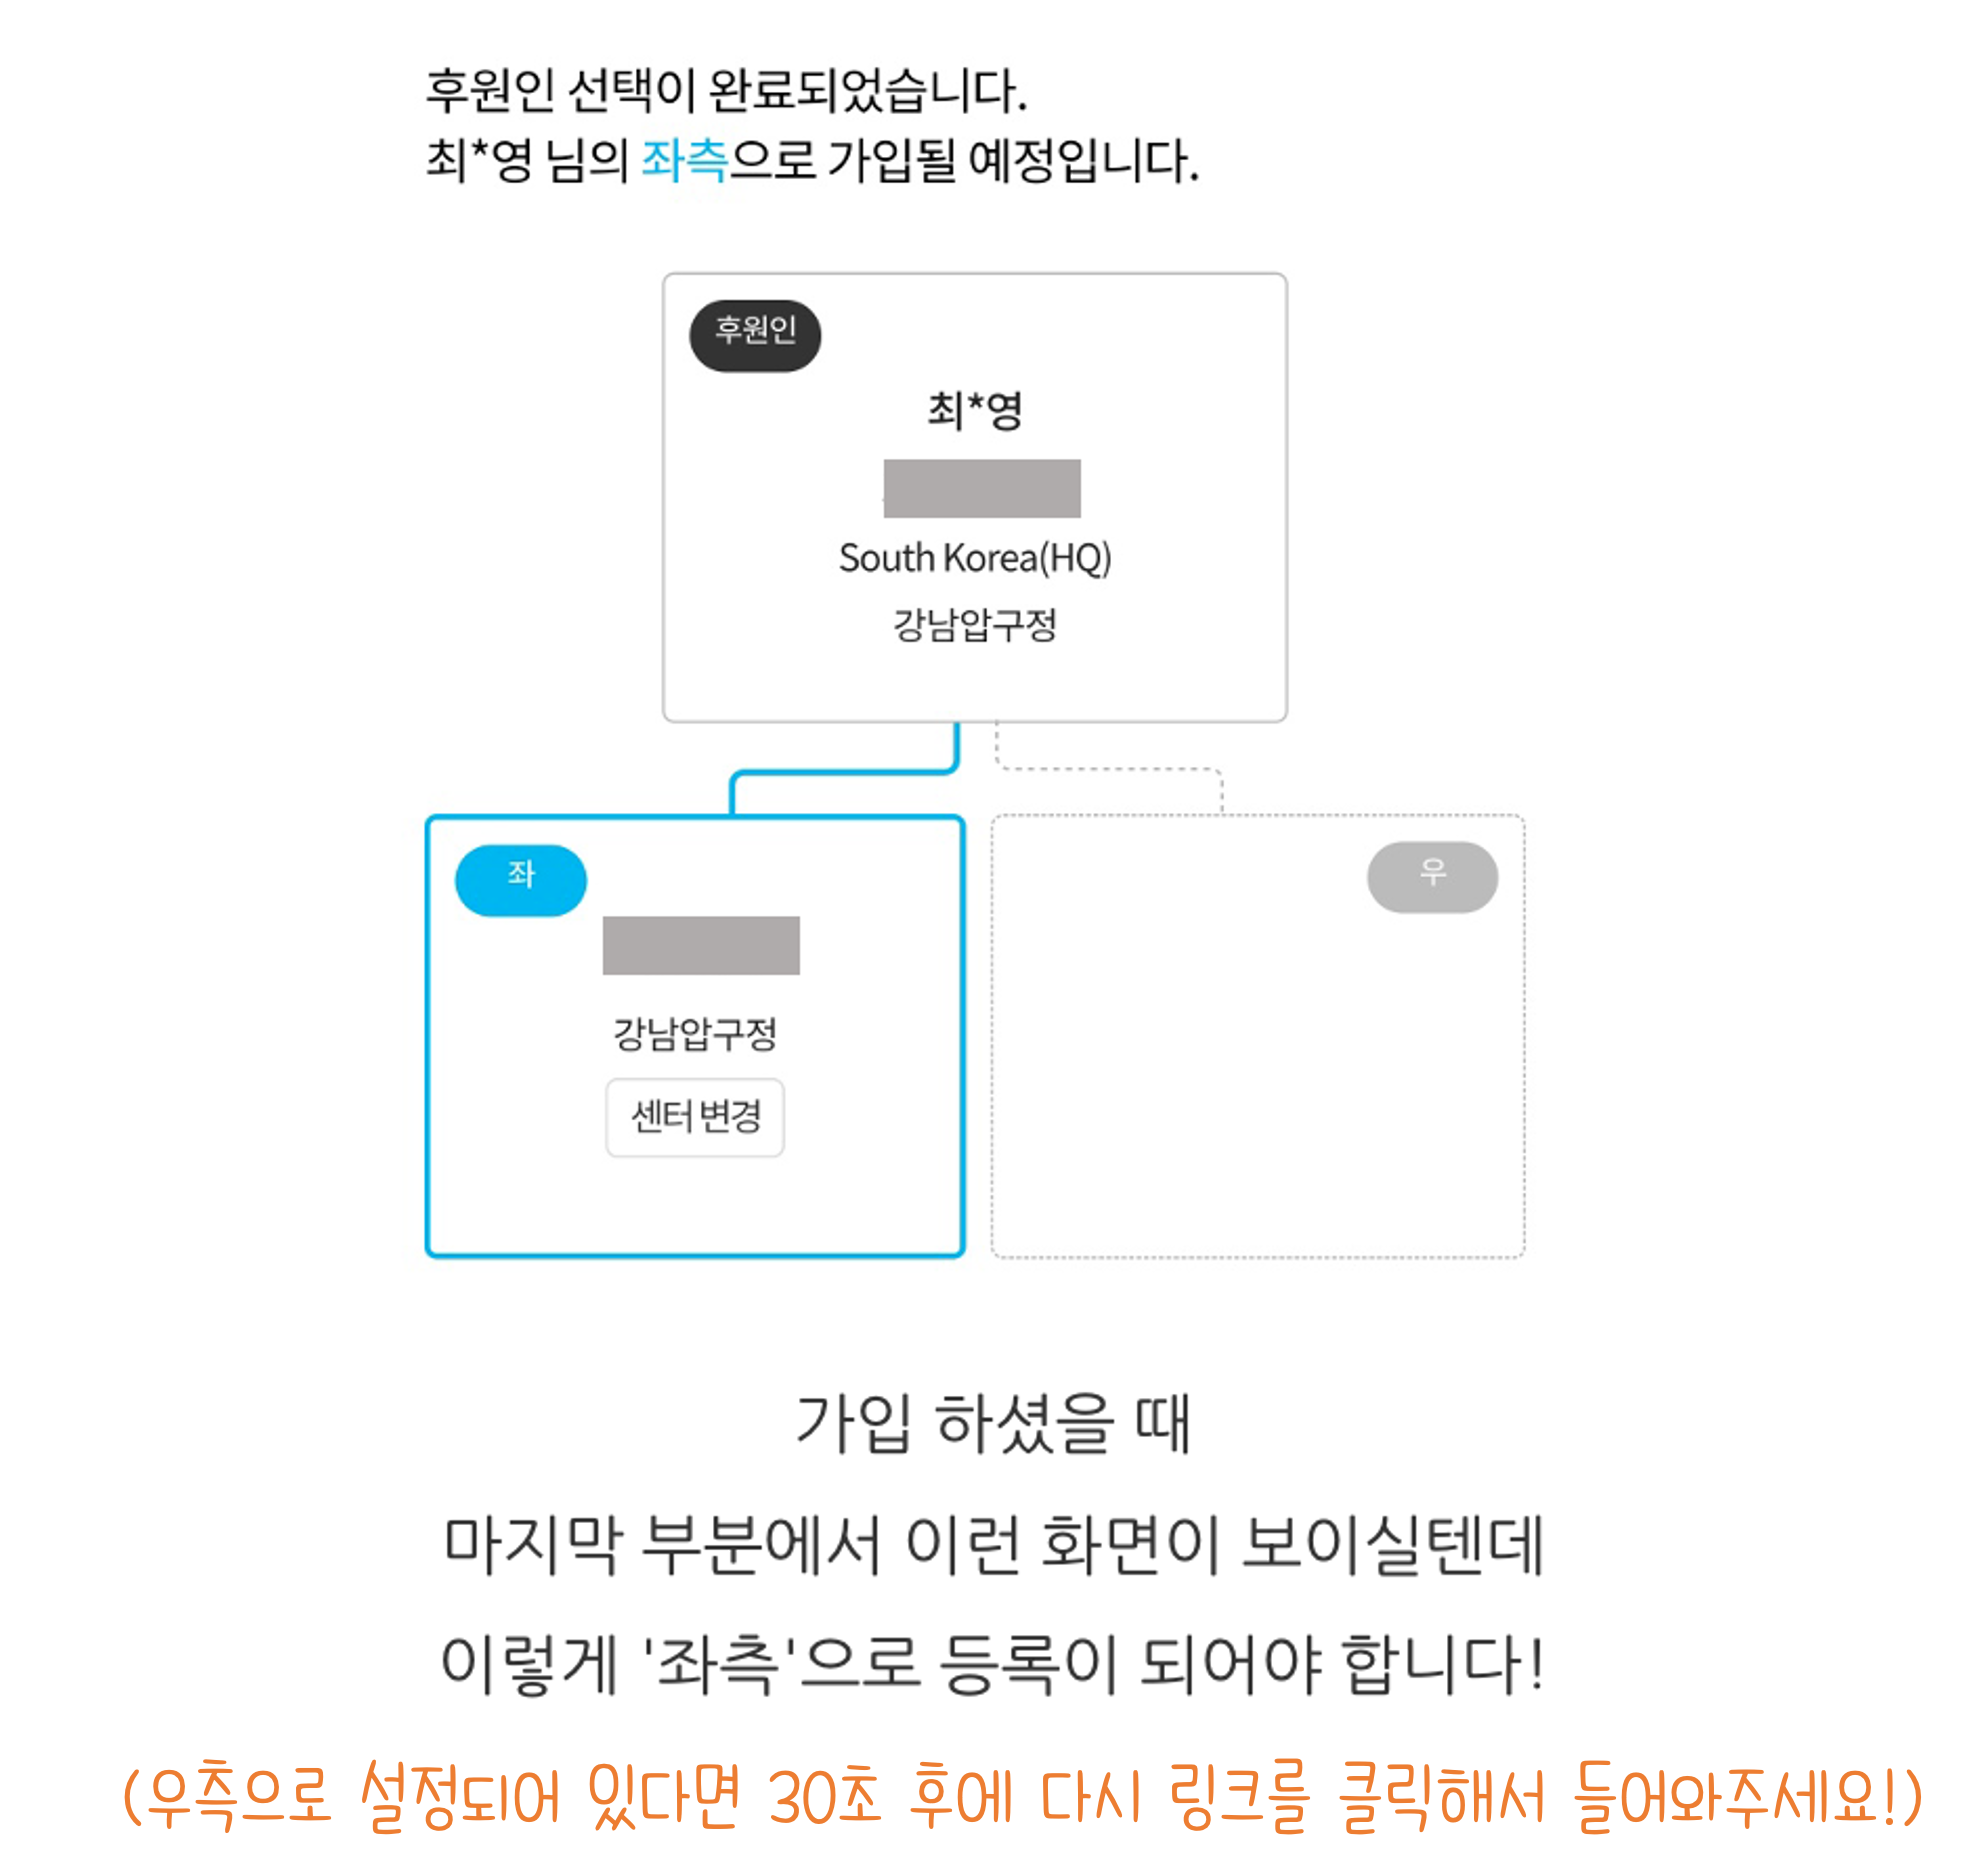 후원인 선택이 완료되었습니다.
최*영 님의 좌측으로 가입될 예정입니다.
후원인
최*영
South Korea(HQ)
강남압구정
좌
우
강남압구정
센터 변경
가입 하셨을 때
마지막 부분에서 이런 화면이 보이실텐데
이렇게 '좌측'으로 등록이 되어야 합니다!
(우측으로 설정되어 있다면 30초 후에 다시 링크를 클릭해서 들어와주세요!)